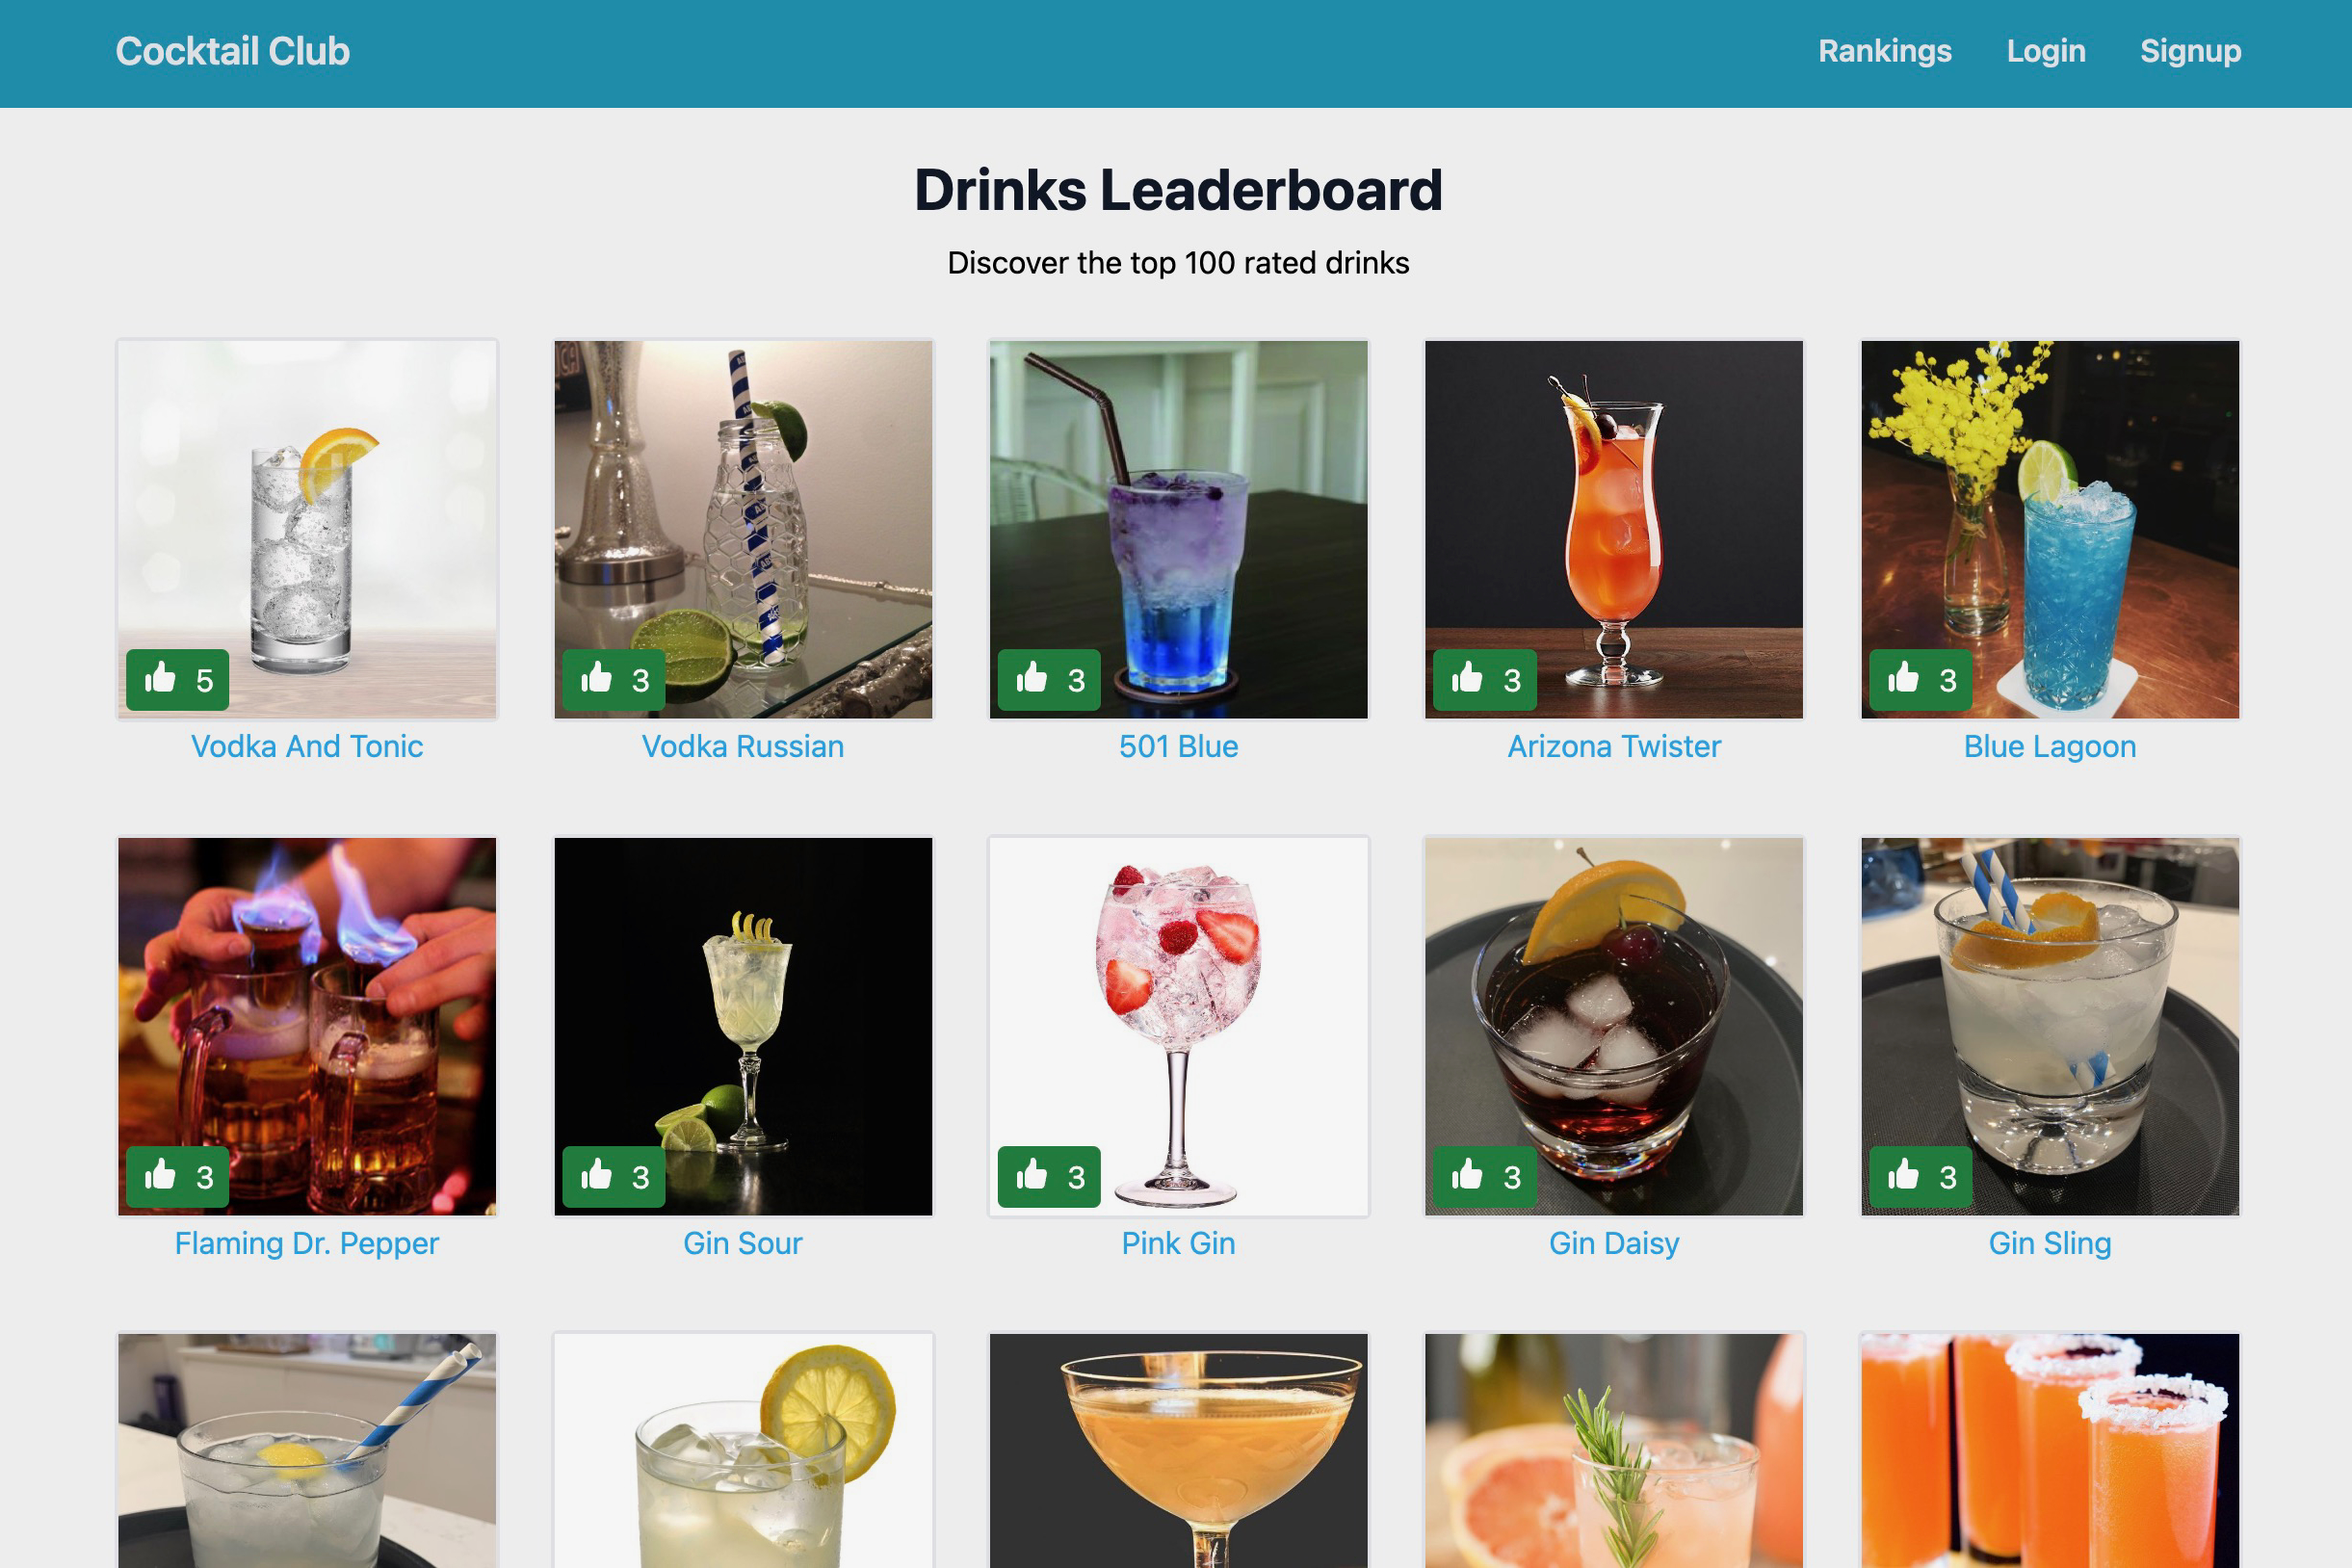 Cocktail Club
Rankings
Login
Signup
Drinks Leaderboard
Discover the top 100 rated drinks
5
3
3
3
3
Vodka And Tonic
Vodka Russian
501 Blue
Arizona Twister
Blue Lagoon
3
3
3
3
3
Flaming Dr. Pepper
Gin Sour
Pink Gin
Gin Daisy
Gin Sling